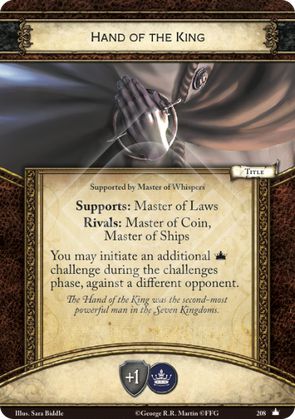 Hand of the King
Title
Supported by Master of Whispers
Supports: Master of Laws
Rivals: Master of Coin,
Master of Ships
You may initiate an additional
challenge during the challenges
phase, against a different opponent.
The Hand of the King was the second-most
powerful man in the Seven Kingdoms.
+1
Illus. Sara Biddle ©George R.R. Martin ©FFG 208